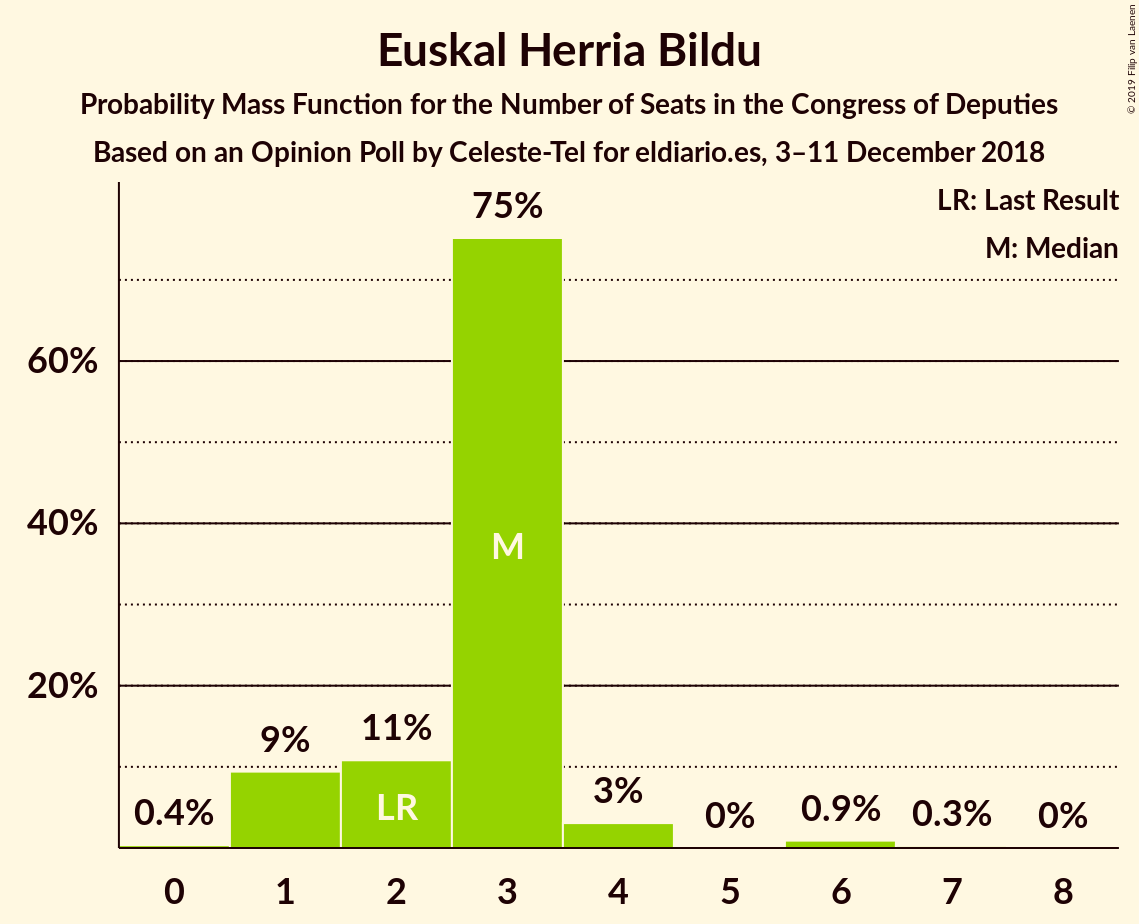 Euskal Herria Bildu
Probability Mass Function for the Number of Seats in the Congress of Deputies
Based on an Opinion Poll by Celeste-Tel for eldiario.es, 3–11 December 2018
© 2019 Filip van Laenen
LR: Last Result
M: Median
75%
60%
40%
20%
M
9%
11%
LR
0.4%
3%
0%
0.9%
0.3%
0%
0 1 2 3 4 5 6 7 8